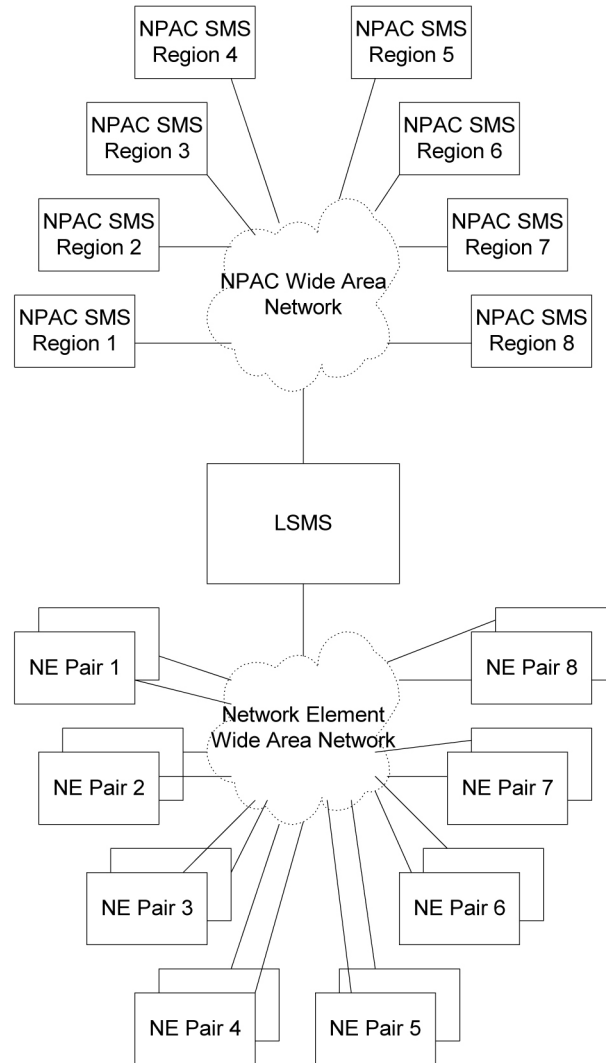 NPAC SMS
Region 4
NPAC SMS
Region 5
NPAC SMS
Region 3
NPAC SMS
Region 6
NPAC SMS
Region 2
NPAC SMS
Region 7
NPAC Wide Area
Network
NPAC SMS
Region 1
NPAC SMS
Region 8
LSMS
NE Pair 1
NE Pair 8
Network Element
Wide Area Network
NE Pair 2
NE Pair 7
NE Pair 3
NE Pair 6
NE Pair 4
NE Pair 5